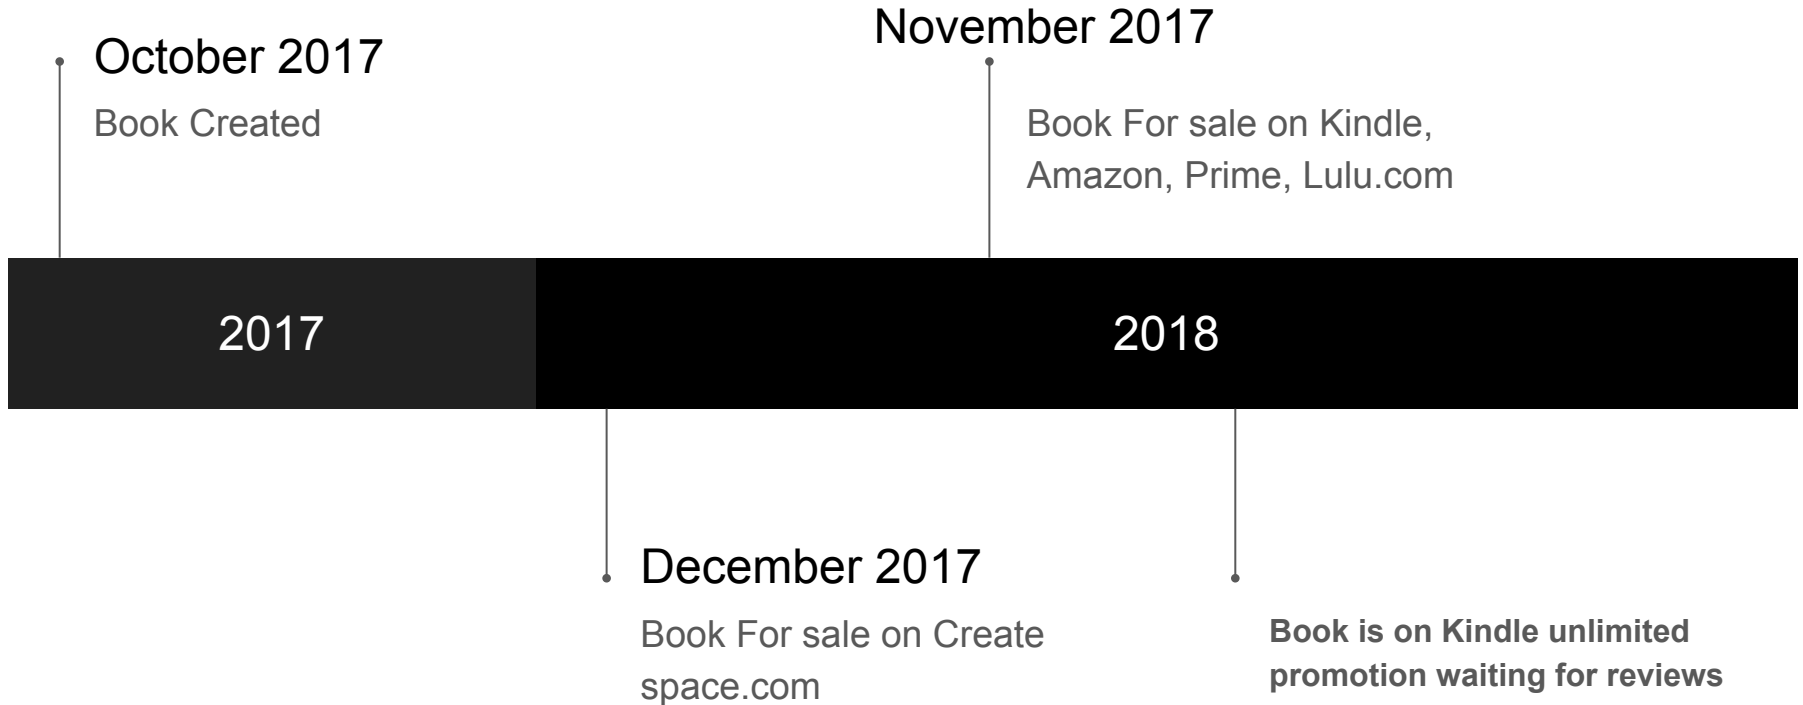 October 2017
Book Created
November 2017
Book For sale on Kindle,
Amazon, Prime, Lulu.com
2017
2018
December 2017
Book For sale on Create
space.com
Book is on Kindle unlimited
promotion waiting for reviews